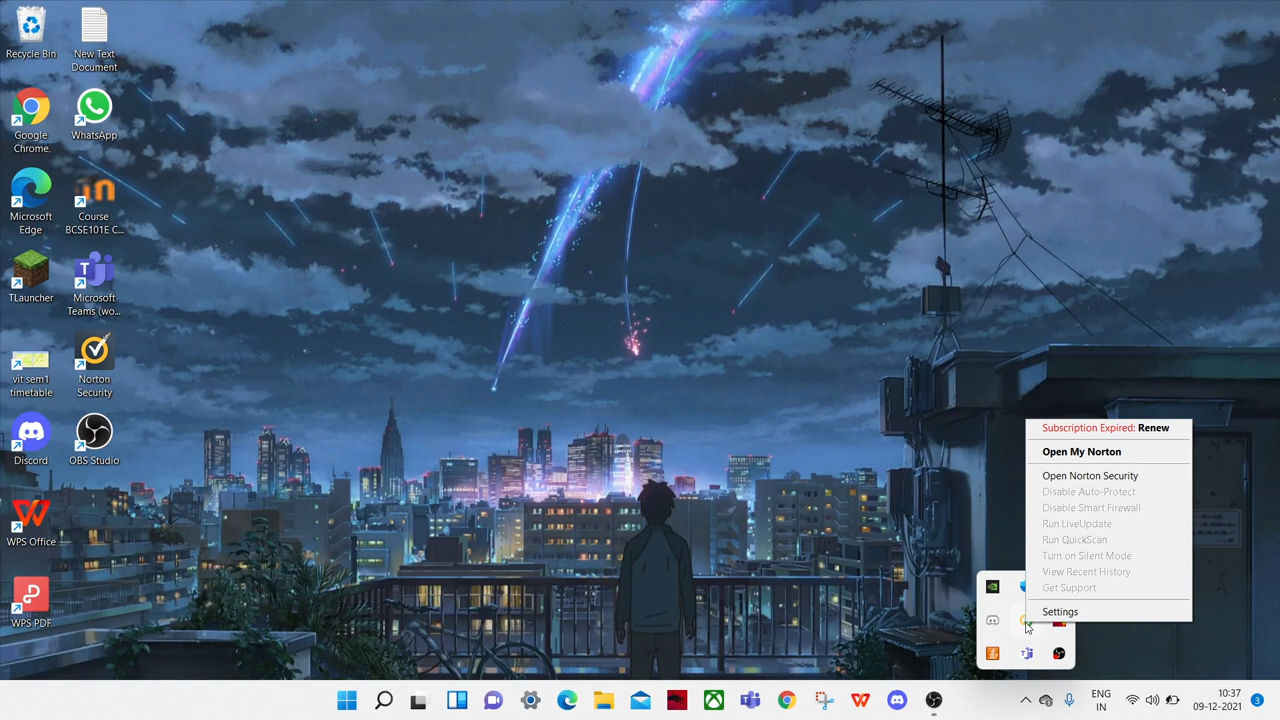 Recycle Bin
New Text
Document
Google
Chrome
WhatsApp
Microsoft
Edge
Course
BCSE101E C...
TLauncher
Microsoft
Teams (wo...
vit sem1
timetable
Norton
Security
Discord
OBS Studio
WPS Office
WPS PDF
Subscription Expired: Renew
Open My Norton
Open Norton Security
Disable Auto-Protect
Disable Smart Firewall
Run LiveUpdate
Run QuickScan
Turn on Silent Mode
View Recent History
Get Support
Settings
ENG
IN
10:37
09-12-2021
3